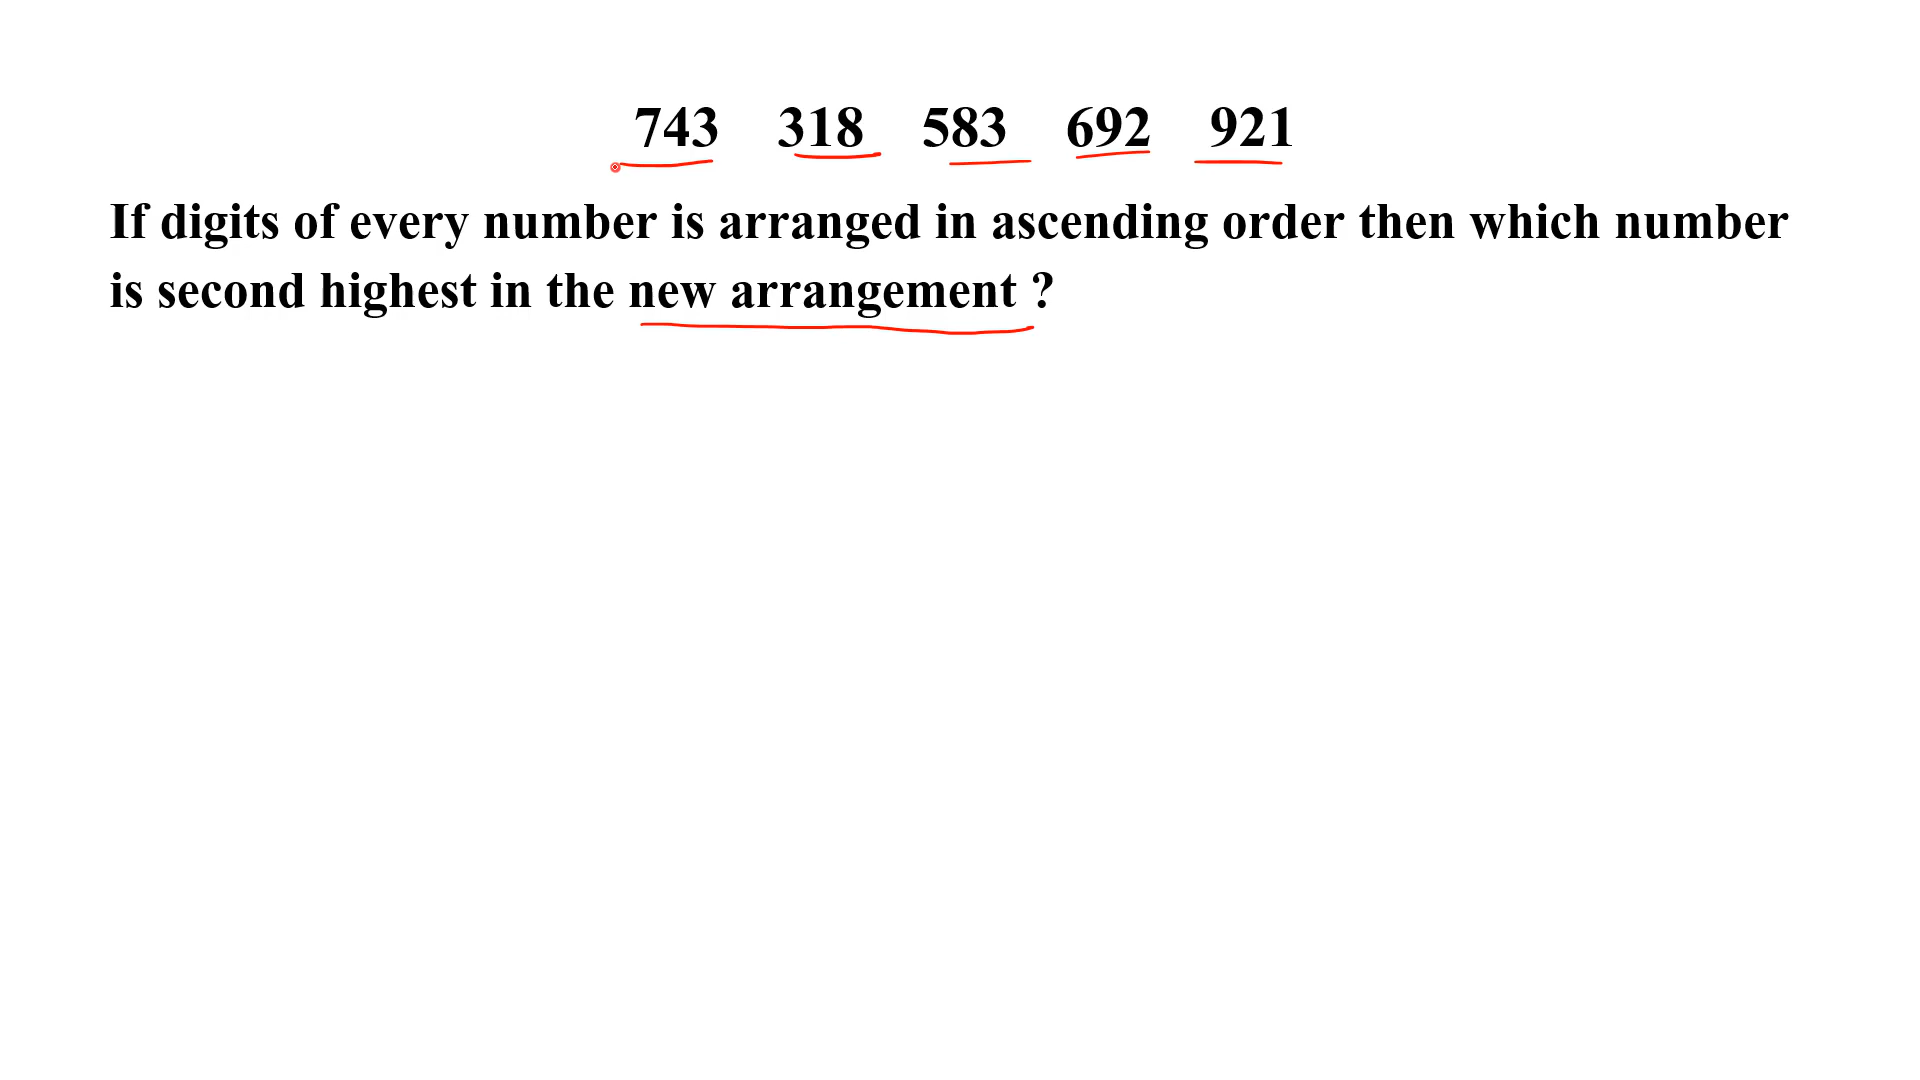 743 318 583 692 921
If digits of every number is arranged in ascending order then which number
is second highest in the new arrangement ?